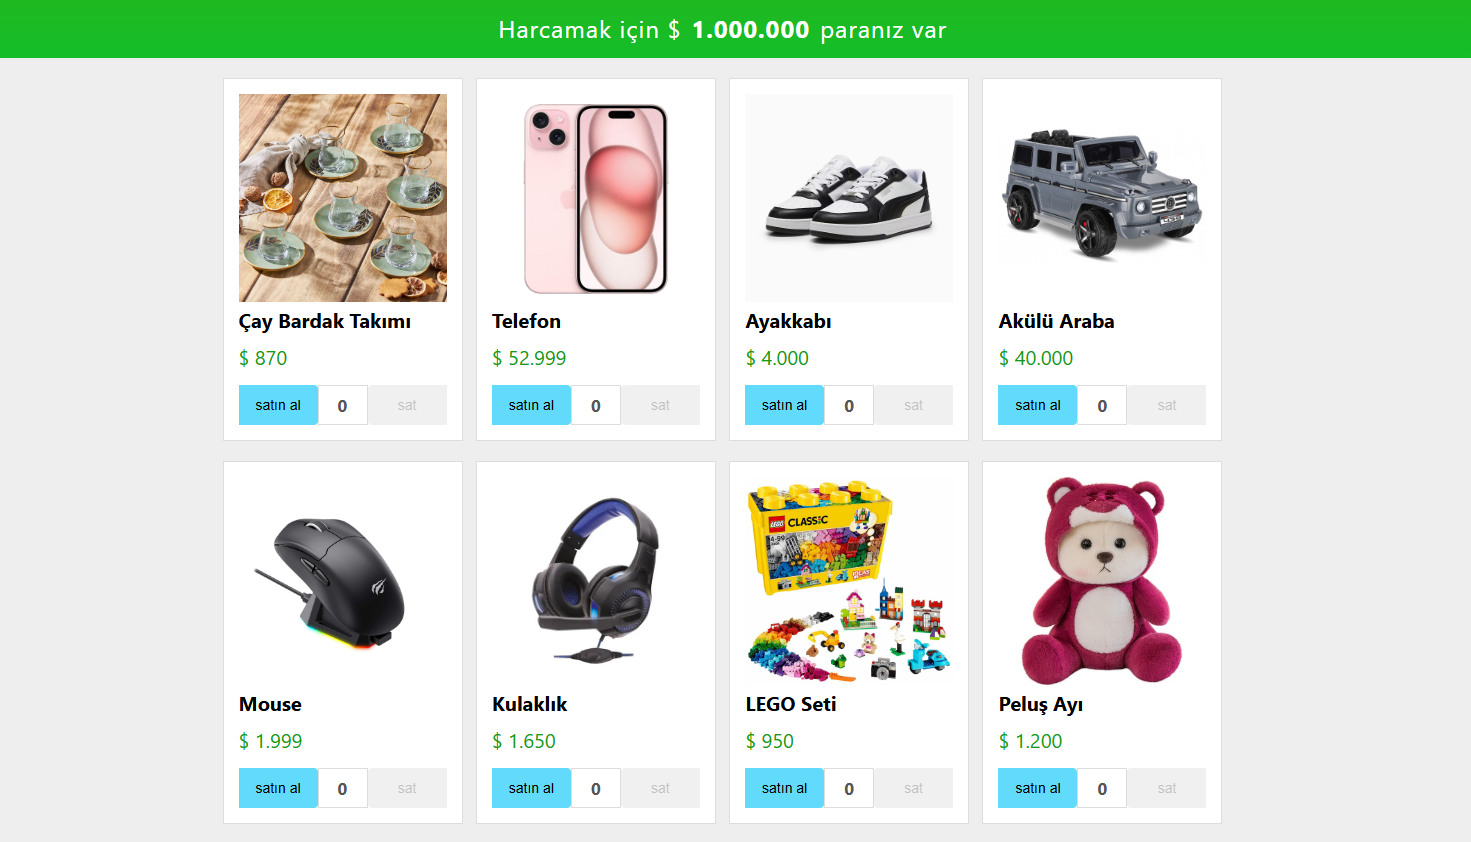 Harcamak için $ 1.000.000 paranız var
Çay Bardak Takımı
$ 870
satın al 0 sat
Telefon
$ 52.999
satın al 0 sat
Ayakkabı
$ 4.000
satın al 0 sat
Akülü Araba
$ 40.000
satın al 0 sat
LEGO CLASSIC
4-99
Mouse
$ 1.999
satın al 0 sat
Kulaklık
$ 1.650
satın al 0 sat
LEGO Seti
$ 950
satın al 0 sat
Peluş Ayı
$ 1.200
satın al 0 sat